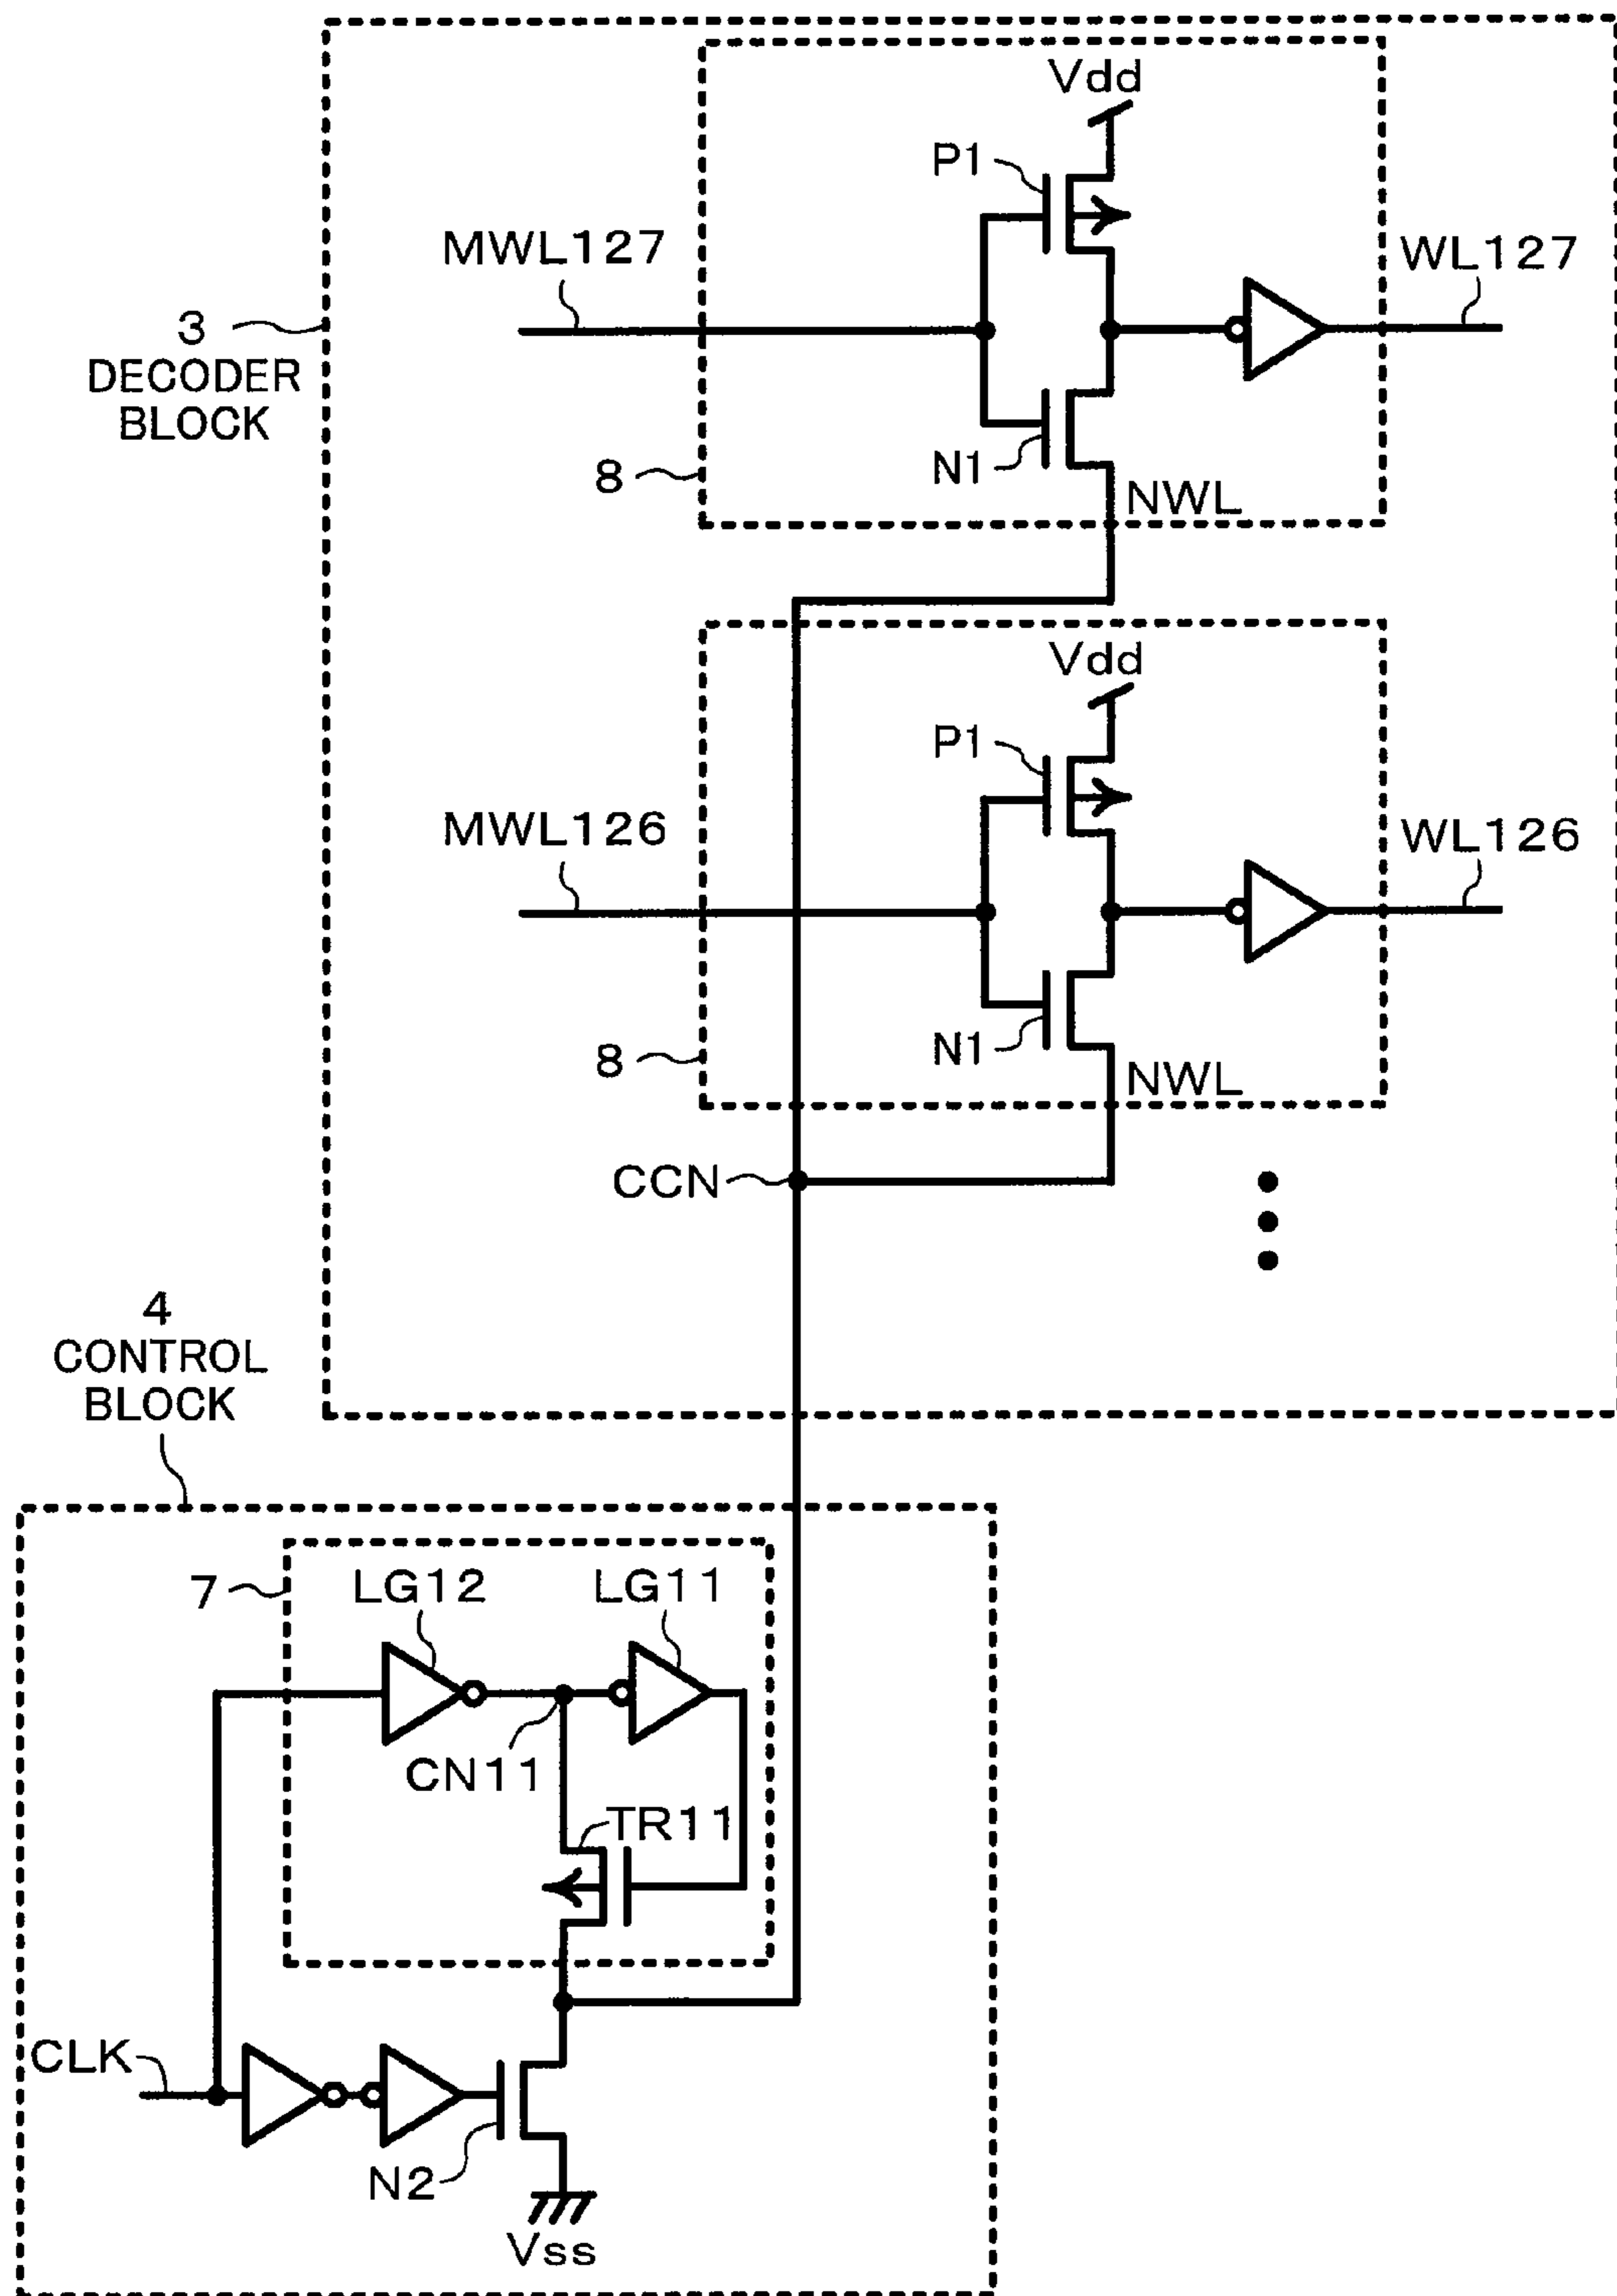 Vdd
P1
MWL127
WL127
3
DECODER
BLOCK
8
N1
NWL
Vdd
P1
MWL126
WL126
8
N1
NWL
CCN
4
CONTROL
BLOCK
7
LG12
LG11
CN11
TR11
CLK
N2
Vss